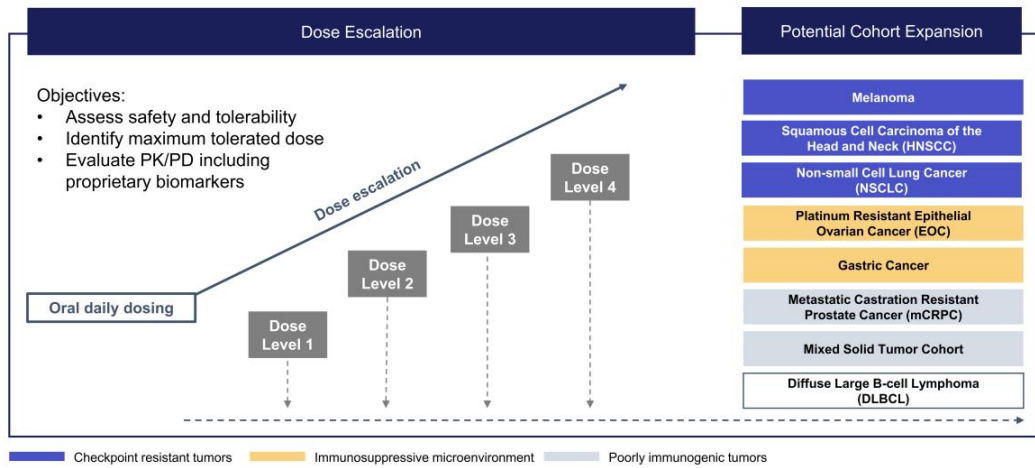 Dose Escalation
Potential Cohort Expansion
Objectives:
• Assess safety and tolerability
• Identify maximum tolerated dose
• Evaluate PK/PD including
proprietary biomarkers
Dose escalation
Oral daily dosing
Dose
Level 1
Dose
Level 2
Dose
Level 3
Dose
Level 4
Melanoma
Squamous Cell Carcinoma of the
Head and Neck (HNSCC)
Non-small Cell Lung Cancer
(NSCLC)
Platinum Resistant Epithelial
Ovarian Cancer (EOC)
Gastric Cancer
Metastatic Castration Resistant
Prostate Cancer (mCRPC)
Mixed Solid Tumor Cohort
Diffuse Large B-cell Lymphoma
(DLBCL)
Checkpoint resistant tumors
Immunosuppressive microenvironment
Poorly immunogenic tumors